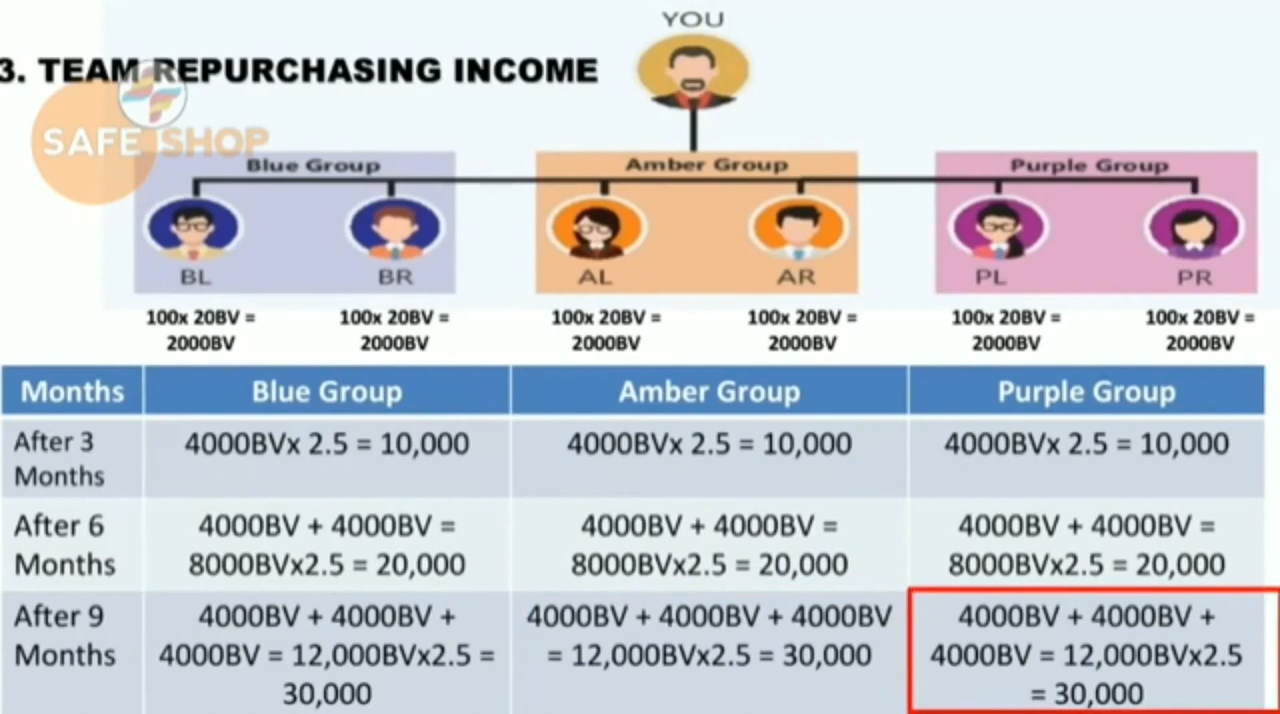 YOU
3. TEAM REPURCHASING INCOME
SAFE SHOP
Blue Group
Amber Group
Purple Group
BL
BR
AL
AR
PL
PR
100x 20BV =
2000BV
100x 20BV =
2000BV
100x 20BV =
2000BV
100x 20BV =
2000BV
100x 20BV =
2000BV
100x 20BV =
2000BV
Months
Blue Group
Amber Group
Purple Group
After 3
Months
4000BVx 2.5 = 10,000
4000BVx 2.5 = 10,000
4000BVx 2.5 = 10,000
After 6
Months
4000BV + 4000BV =
8000BVx2.5 = 20,000
4000BV + 4000BV =
8000BVx2.5 = 20,000
4000BV + 4000BV =
8000BVx2.5 = 20,000
After 9
Months
4000BV + 4000BV +
4000BV = 12,000BVx2.5 =
30,000
4000BV + 4000BV + 4000BV
= 12,000BVx2.5 = 30,000
4000BV + 4000BV +
4000BV = 12,000BVx2.5
= 30,000